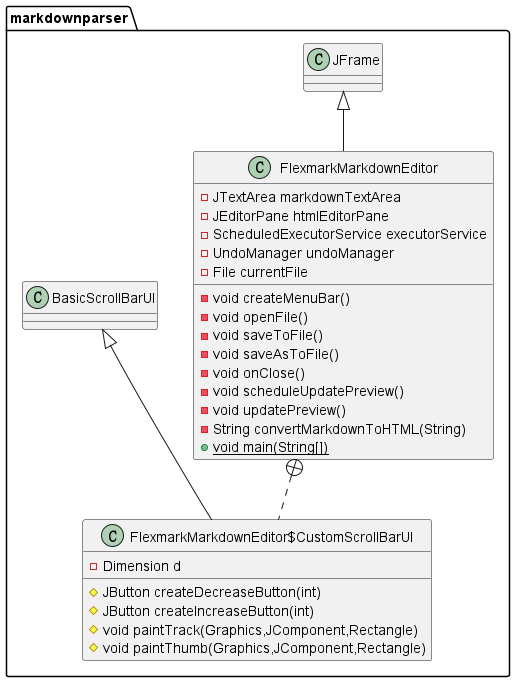 markdownparser
C JFrame
C FlexmarkMarkdownEditor
JTextArea markdownTextArea
JEditorPane htmlEditorPane
ScheduledExecutorService executorService
UndoManager undoManager
File currentFile
void createMenuBar()
void openFile()
void saveToFile()
void saveAsToFile()
void onClose()
void scheduleUpdatePreview()
void updatePreview()
String convertMarkdownToHTML(String)
void main(String[])
C BasicScrollBarUI
C FlexmarkMarkdownEditor$CustomScrollBarUI
Dimension d
JButton createDecreaseButton(int)
JButton createIncreaseButton(int)
void paintTrack(Graphics,JComponent,Rectangle)
void paintThumb(Graphics,JComponent,Rectangle)